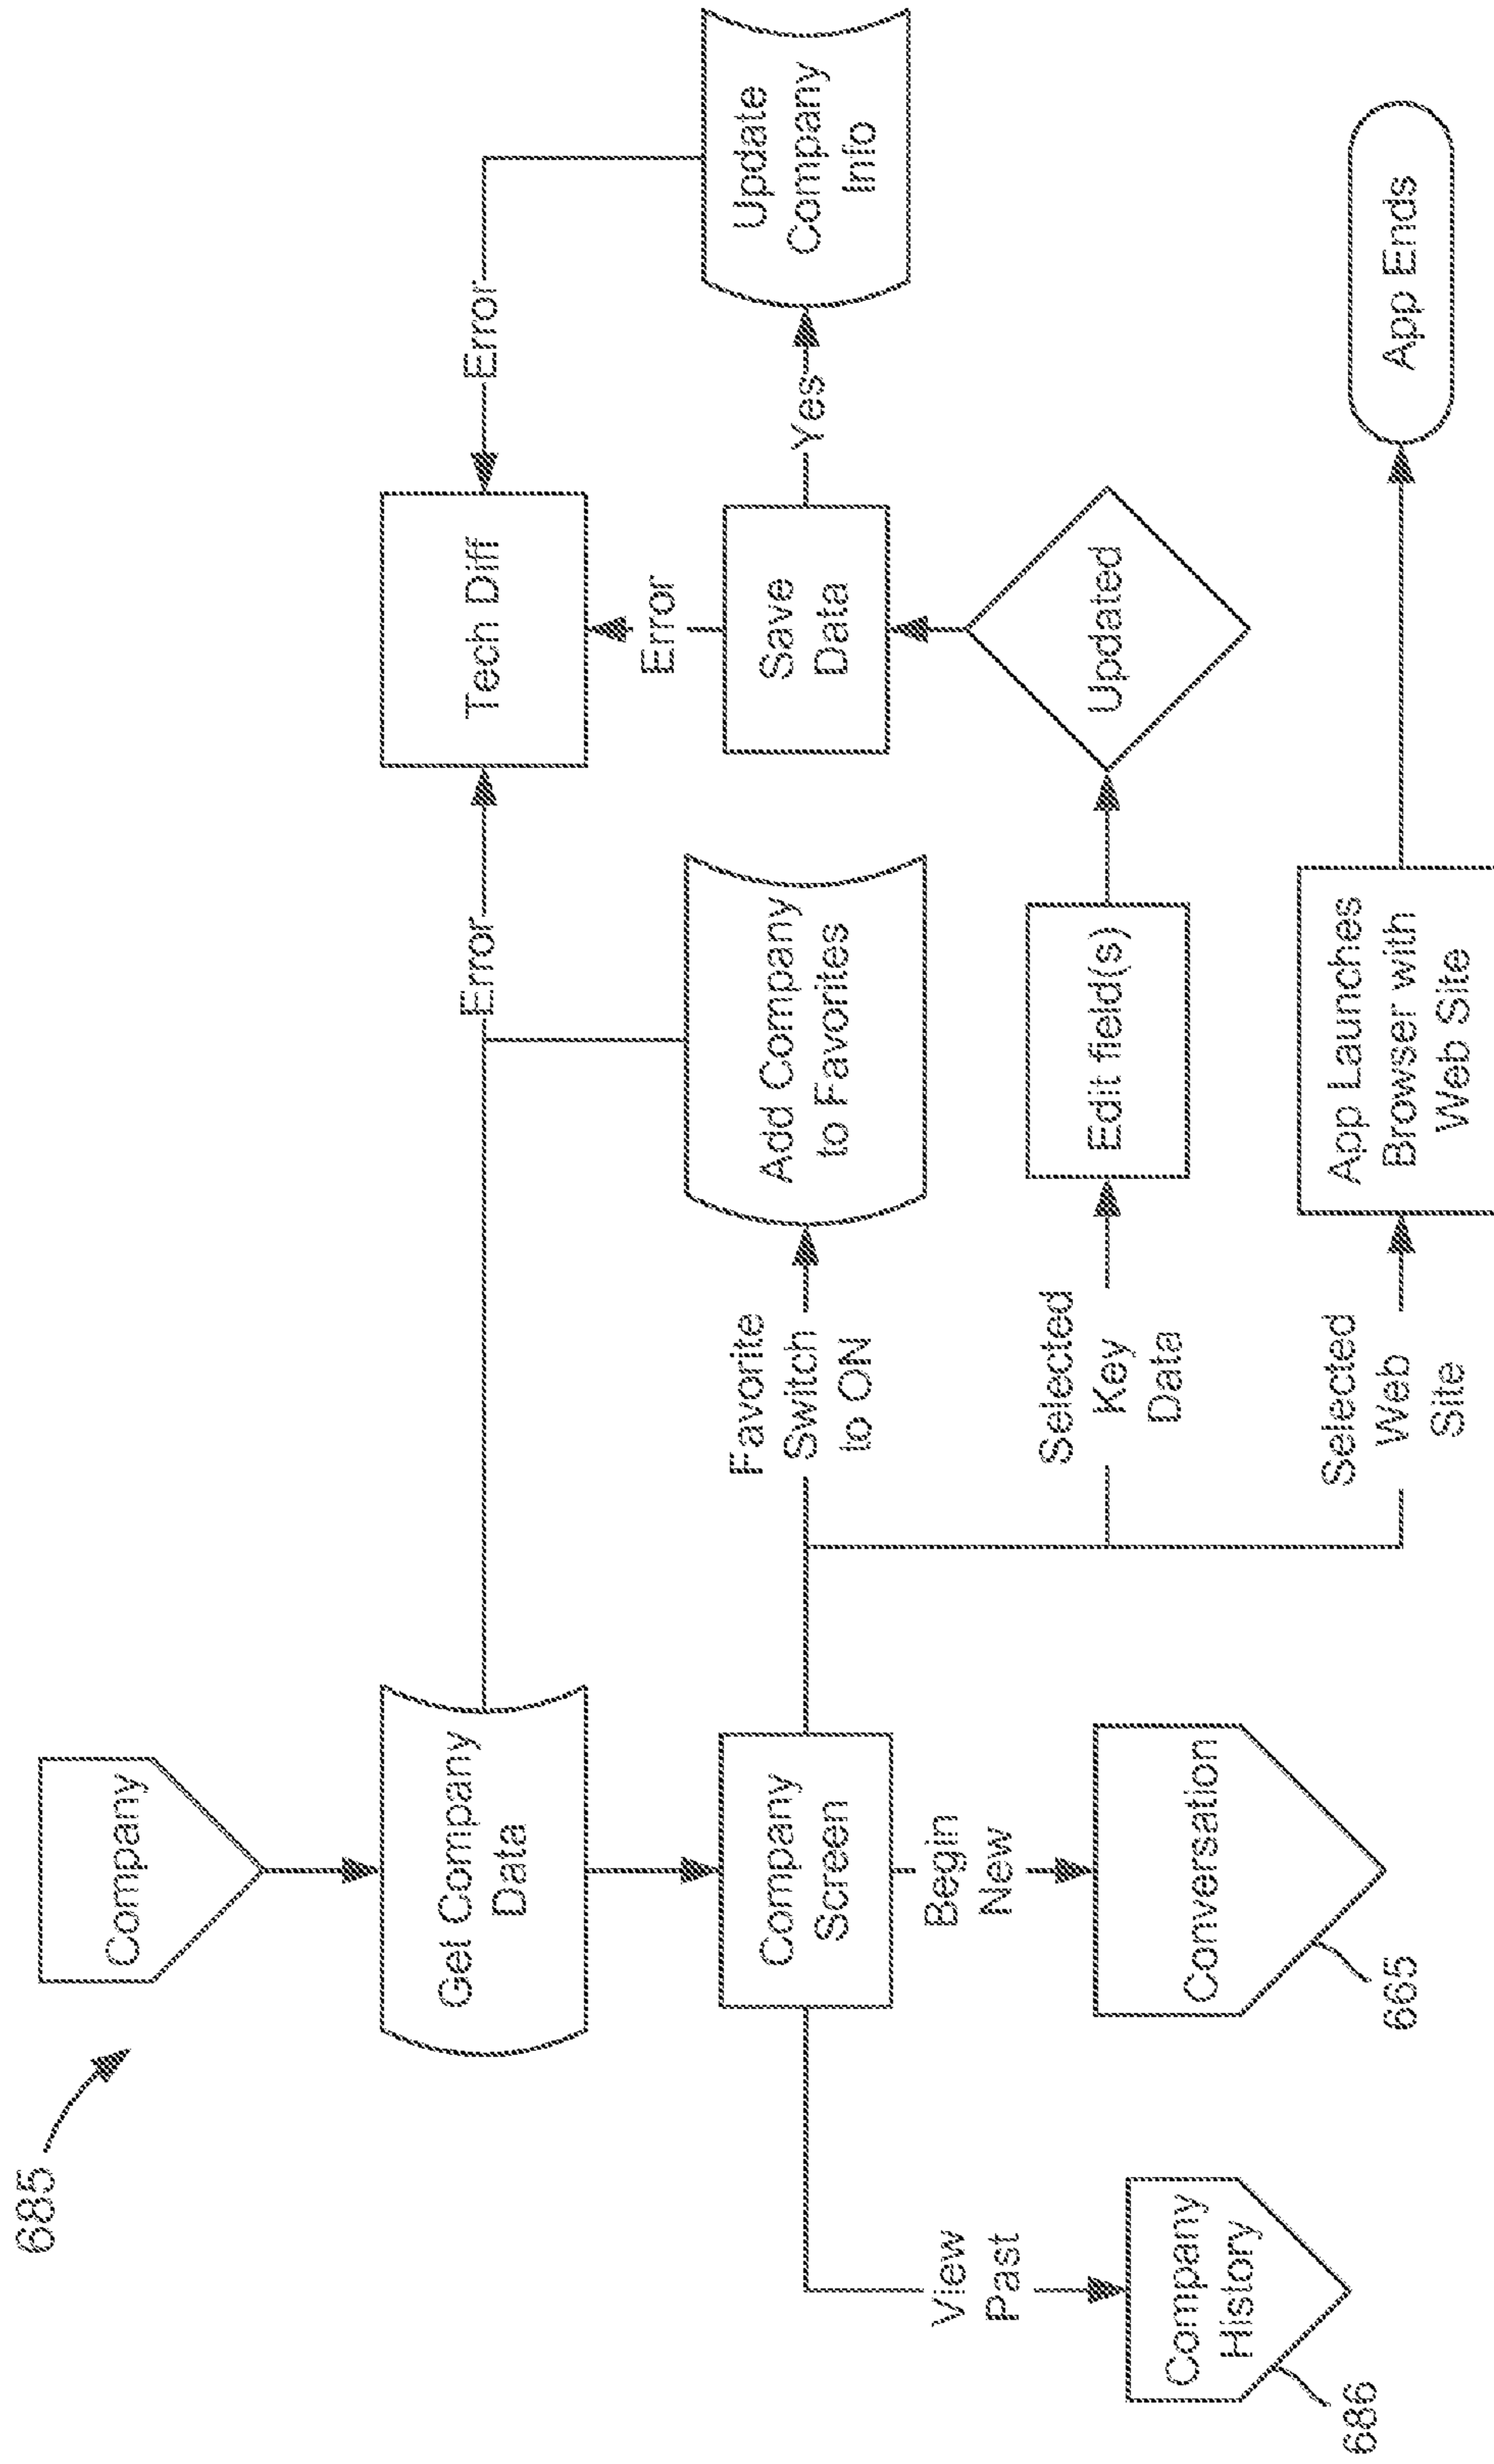 685
Company
Get Company
Data
Error
Tech Diff
Error
Company
Screen
Favorite
Switch
to ON
Add Company
to Favorites
Error
Save
Data
Yes
Update
Company
Info
View
Past
Begin
New
Selected
Key
Data
Edit field(s)
Updated
Company
History
686
Conversation
665
Selected
Web
Site
App Launches
Browser with
Web Site
App Ends